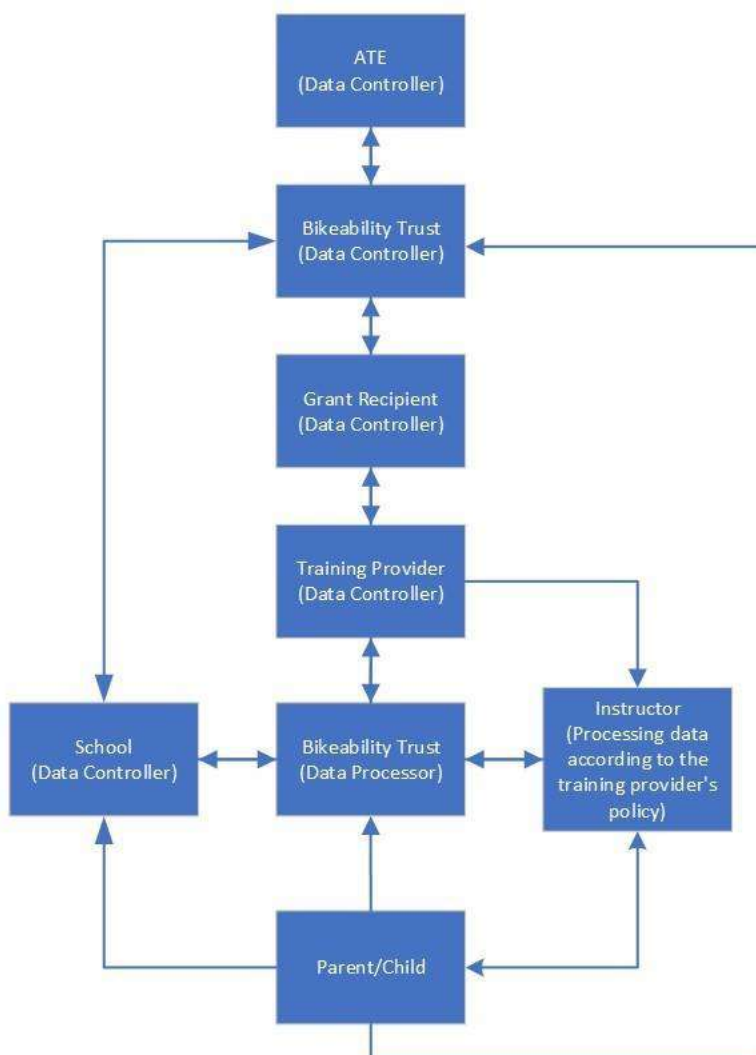 ATE
(Data Controller)
Bikeability Trust
(Data Controller)
Grant Recipient
(Data Controller)
Training Provider
(Data Controller)
School
(Data Controller)
Bikeability Trust
(Data Processor)
Instructor
(Processing data
according to the
training provider's
policy)
Parent/Child